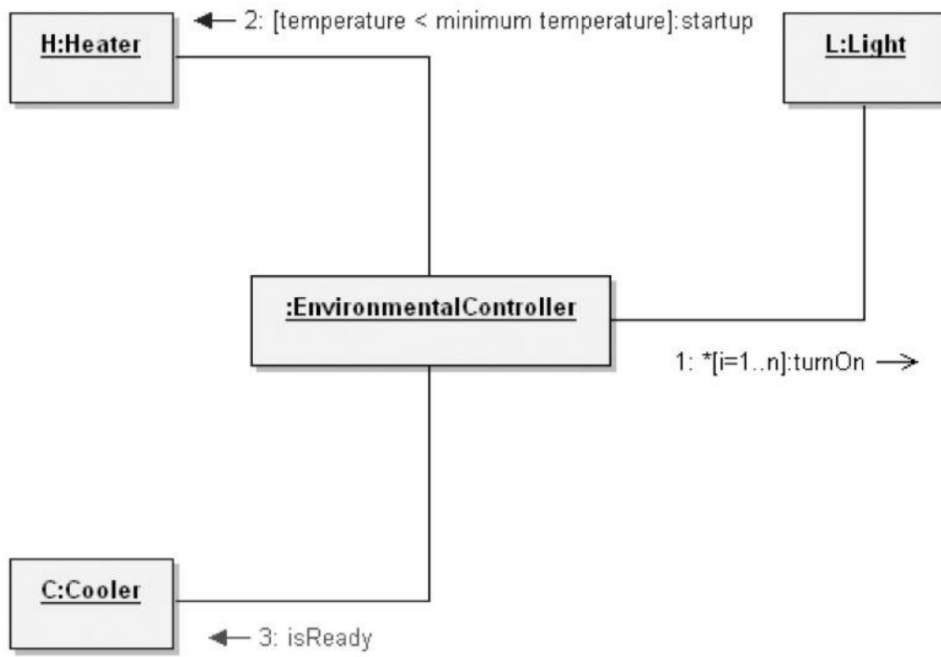 2: [temperature < minimum temperature]:startup
H:Heater
L:Light
:EnvironmentalController
1: *[i=1..n]:turnOn
C:Cooler
3: isReady